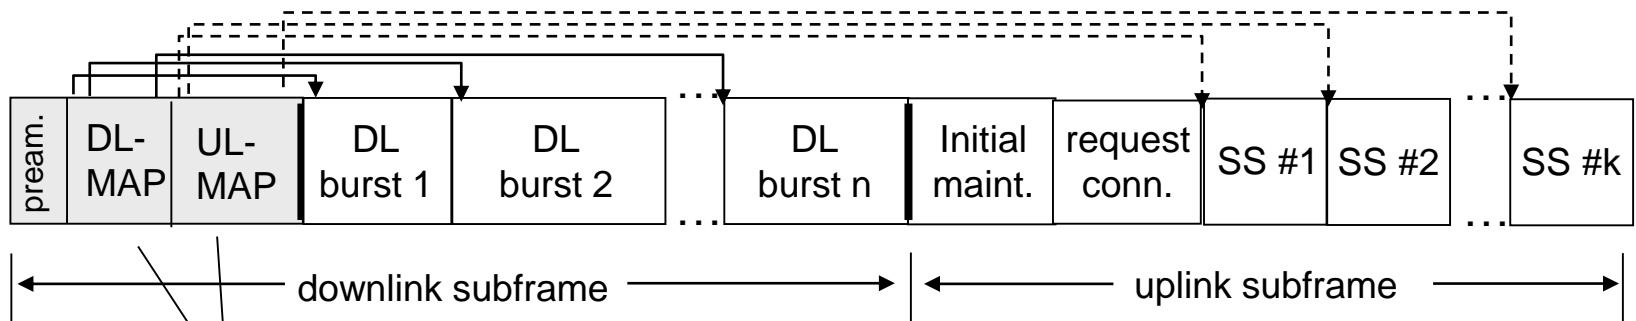 pream.
DL-
MAP
UL-
MAP
DL
burst 1
DL
burst 2
...
...
DL
burst n
Initial
maint.
request
conn.
SS #1
SS #2
...
...
SS #k
downlink subframe
uplink subframe